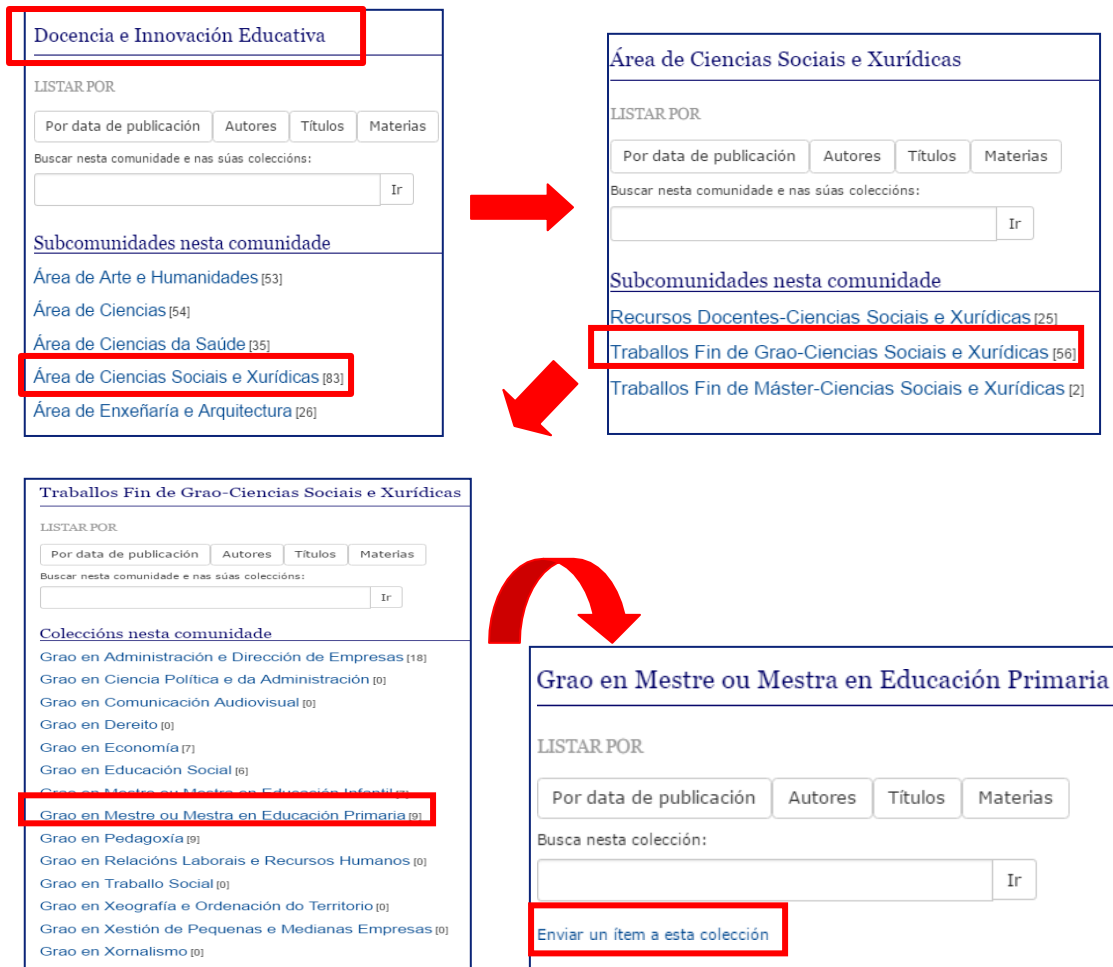 Docencia e Innovación Educativa
LISTAR POR
Por data de publicación Autores Títulos Materias
Buscar nesta comunidade e nas súas coleccións:
Ir
Subcomunidades nesta comunidade
Área de Arte e Humanidades [53]
Área de Ciencias [54]
Área de Ciencias da Saúde [35]
Área de Ciencias Sociais e Xurídicas [83]
Área de Enxeñaría e Arquitectura [26]
Área de Ciencias Sociais e Xurídicas
LISTAR POR
Por data de publicación Autores Títulos Materias
Buscar nesta comunidade e nas súas coleccións:
Ir
Subcomunidades nesta comunidade
Recursos Docentes-Ciencias Sociais e Xurídicas [25]
Traballos Fin de Grao-Ciencias Sociais e Xurídicas [56]
Traballos Fin de Máster-Ciencias Sociais e Xurídicas [2]
Traballos Fin de Grao-Ciencias Sociais e Xurídicas
LISTAR POR
Por data de publicación Autores Títulos Materias
Buscar nesta comunidade e nas súas coleccións:
Ir
Coleccións nesta comunidade
Grao en Administración e Dirección de Empresas [18]
Grao en Ciencia Política e da Administración [0]
Grao en Comunicación Audiovisual [0]
Grao en Dereito [0]
Grao en Economía [7]
Grao en Educación Social [6]
Grao en Mestre ou Mestra en Educación Infantil
Grao en Mestre ou Mestra en Educación Primaria [9]
Grao en Pedagoxía [9]
Grao en Relacións Laborais e Recursos Humanos [0]
Grao en Traballo Social [0]
Grao en Xeografía e Ordenación do Territorio [0]
Grao en Xestión de Pequenas e Medianas Empresas [0]
Grao en Xornalismo [0]
Grao en Mestre ou Mestra en Educación Primaria
LISTAR POR
Por data de publicación Autores Títulos Materias
Busca nesta colección:
Ir
Enviar un ítem a esta colección